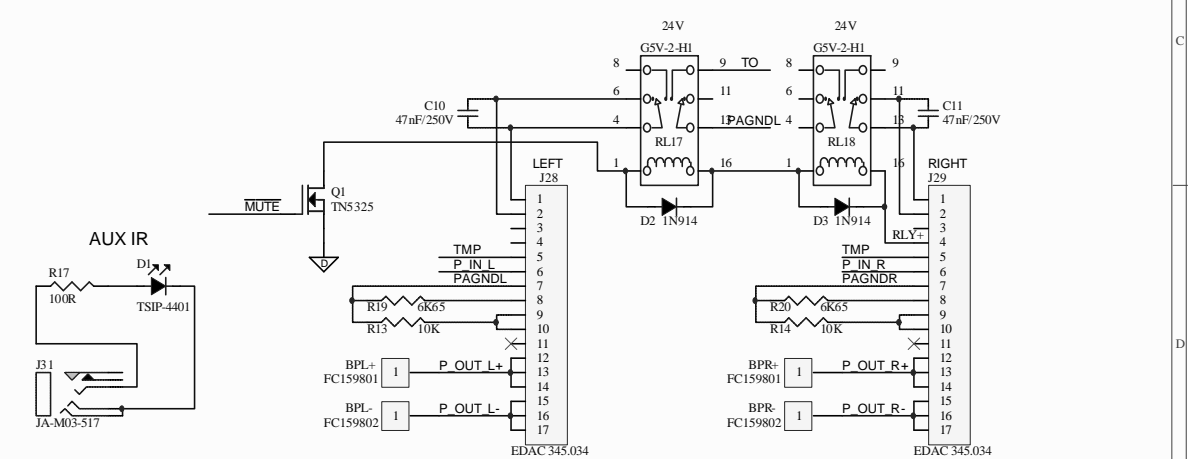 24V
24V
G5V-2-H1
G5V-2-H1
C
8
9
TO
8
9
6
11
6
11
C10
47nF/250V
C11
47nF/250V
4
13
PAGNDL
4
13
RL17
RL18
1
16
1
16
LEFT
J28
RIGHT
J29
MUTE
Q1
TN5325
D2
1N914
D3
1N914
1
2
3
4
5
6
7
8
9
10
11
12
13
14
15
16
17
1
2
3
4
5
6
7
8
9
10
11
12
13
14
15
16
17
RLY+
D
AUX IR
TMP
P_IN_L
PAGNDL
TMP
P_IN_R
PAGNDR
R17
100R
D1
TSIP-4401
R19
6K65
R13
10K
R20
6K65
R14
10K
D
J31
JA-M03-517
BPL+
FC159801
1
P_OUT_L+
BPR+
FC159801
1
P_OUT_R+
BPL-
FC159802
1
P_OUT_L-
BPR-
FC159802
1
P_OUT_R-
EDAC 345.034
EDAC 345.034